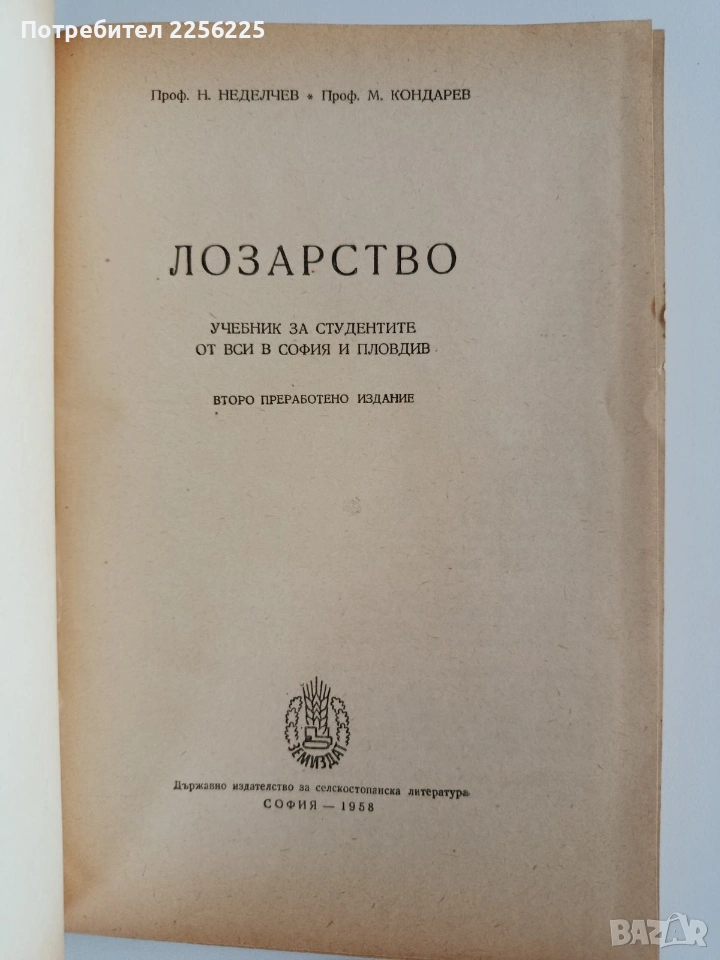 Потребител 2256225
Проф. Н. НЕДЕЛЧЕВ * Проф. М. КОНДАРЕВ
ЛОЗАРСТВО
УЧЕБНИК ЗА СТУДЕНТИТЕ
ОТ ВСИ В СОФИЯ И ПЛОВДИВ
ВТОРО ПРЕРАБОТЕНО ИЗДАНИЕ
ЗЕМИЗДАТ
Държавно издателство за селскостопанска литература
СОФИЯ — 1958
BAZAR